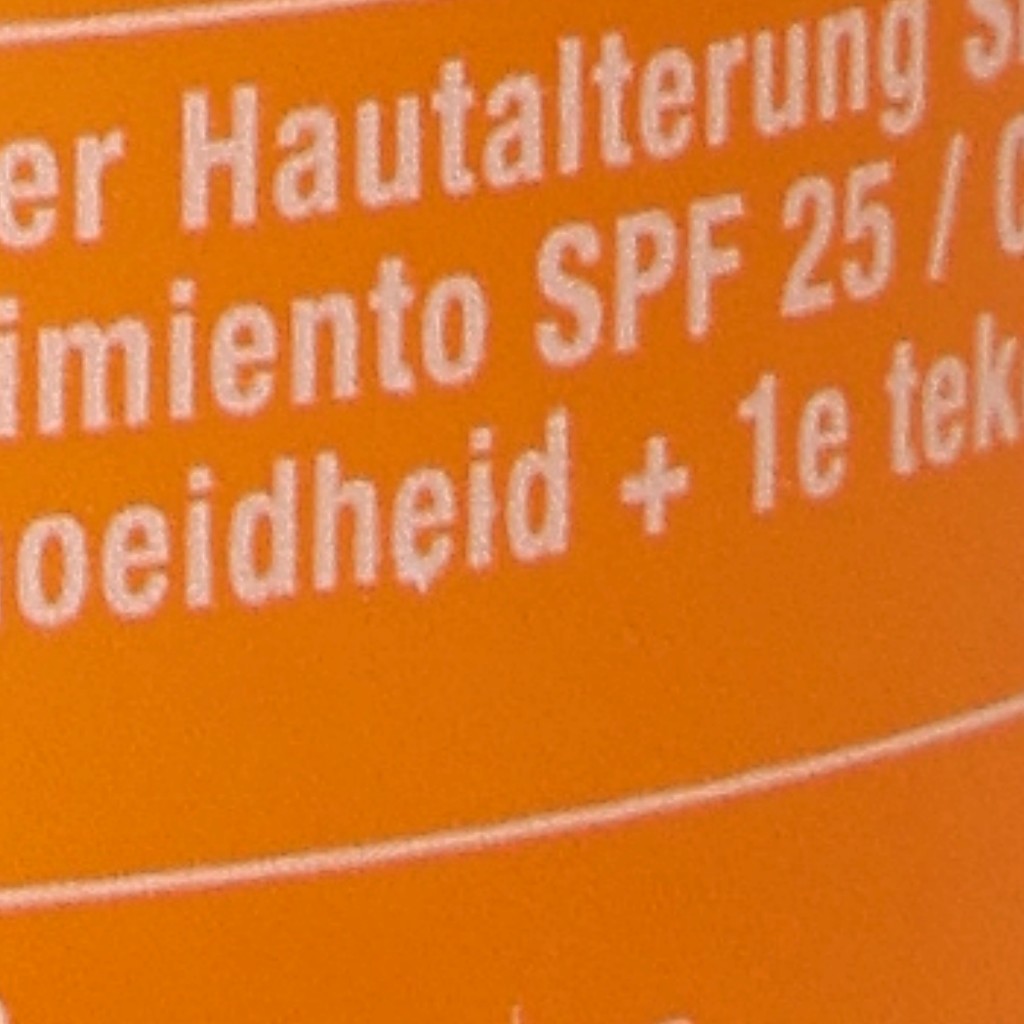 er Hautalterung
imiento SPF 25 /
oeidheid + 1e tek